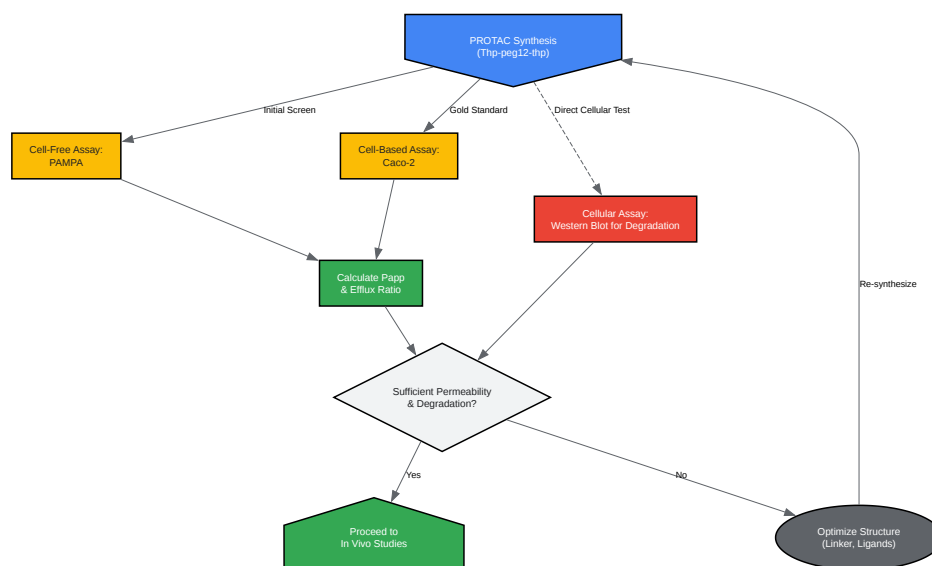 PROTAC Synthesis
(Thp-peg12-thp)
Initial Screen
Gold Standard
Direct Cellular Test
Cell-Free Assay:
PAMPA
Cell-Based Assay:
Caco-2
Cellular Assay:
Western Blot for Degradation
Calculate Papp
& Efflux Ratio
Re-synthesize
Sufficient Permeability
& Degradation?
Yes
No
Proceed to
In Vivo Studies
Optimize Structure
(Linker, Ligands)